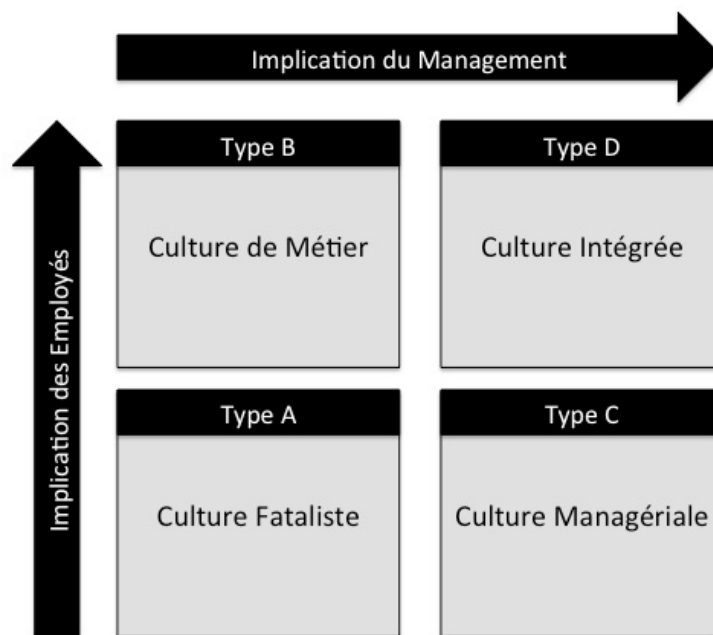 Implication du Management
Implication des Employés
Type B
Culture de Métier
Type D
Culture Intégrée
Type A
Culture Fataliste
Type C
Culture Managériale